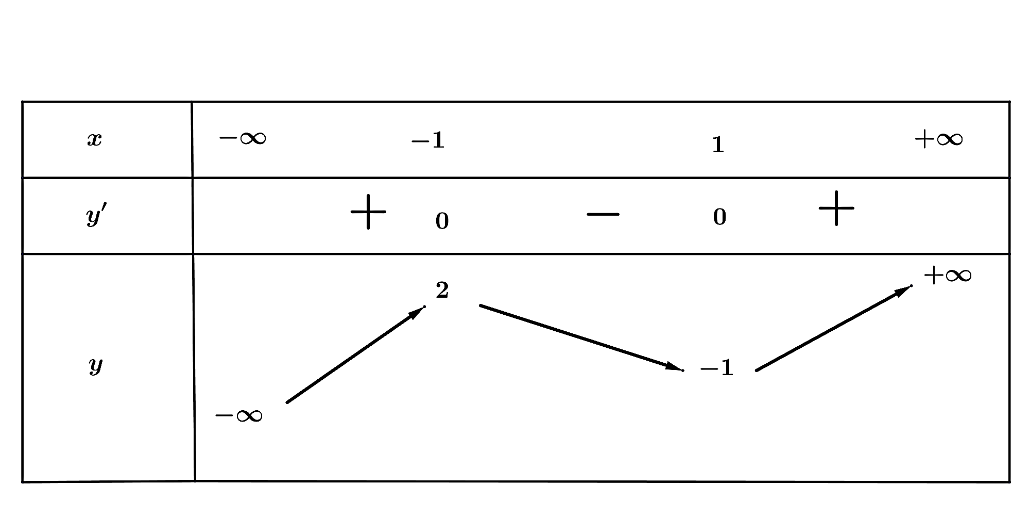 x −∞ −1 1 +∞
y′ + 0 − 0 +
2 +∞
y −1
−∞